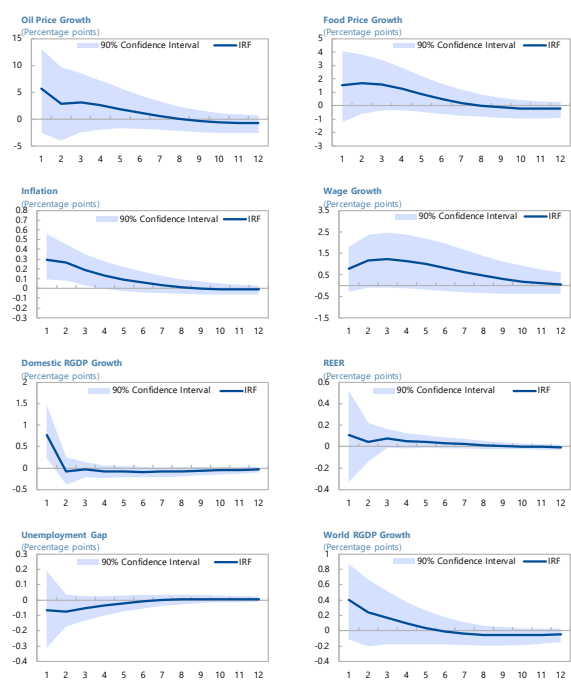 Oil Price Growth
(Percentage points)
15
10
5
0
-5
90% Confidence Interval
IRF
1 2 3 4 5 6 7 8 9 10 11 12
Food Price Growth
(Percentage points)
5
4
3
2
1
0
-1
-2
-3
90% Confidence Interval
IRF
1 2 3 4 5 6 7 8 9 10 11 12
Inflation
(Percentage points)
0.8
0.8
0.7
0.6
0.5
0.4
0.3
0.3
0.2
0.1
0
-0.1
-0.2
-0.3
90% Confidence Interval
IRF
1 2 3 4 5 6 7 8 9 10 11 12
Wage Growth
(Percentage points)
3.5
2.5
1.5
0.5
-0.5
-1.5
90% Confidence Interval
IRF
1 2 3 4 5 6 7 8 9 10 11 12
Domestic RGDP Growth
(Percentage points)
2
1.5
1
0.5
0
-0.5
90% Confidence Interval
IRF
1 2 3 4 5 6 7 8 9 10 11 12
REER
(Percentage points)
0.6
0.4
0.2
0
-0.2
-0.4
90% Confidence Interval
IRF
1 2 3 4 5 6 7 8 9 10 11 12
Unemployment Gap
(Percentage points)
0.3
0.2
0.1
0
-0.1
-0.2
-0.3
-0.4
90% Confidence Interval
IRF
1 2 3 4 5 6 7 8 9 10 11 12
World RGDP Growth
(Percentage points)
1
0.8
0.6
0.4
0.2
0
-0.2
-0.4
90% Confidence Interval
IRF
1 2 3 4 5 6 7 8 9 10 11 12